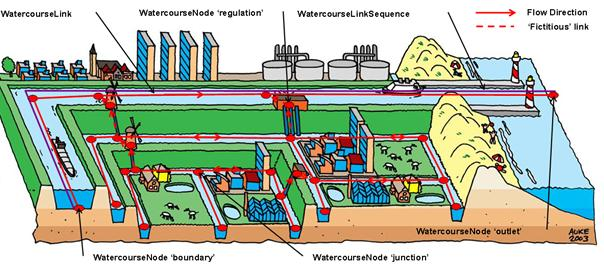 WatercourseLink
WatercourseNode 'regulation'
WatercourseLinkSequence
Flow Direction
'Fictitious' link
WatercourseNode 'outlet'
AUKE
2003
WatercourseNode 'boundary'
WatercourseNode 'junction'